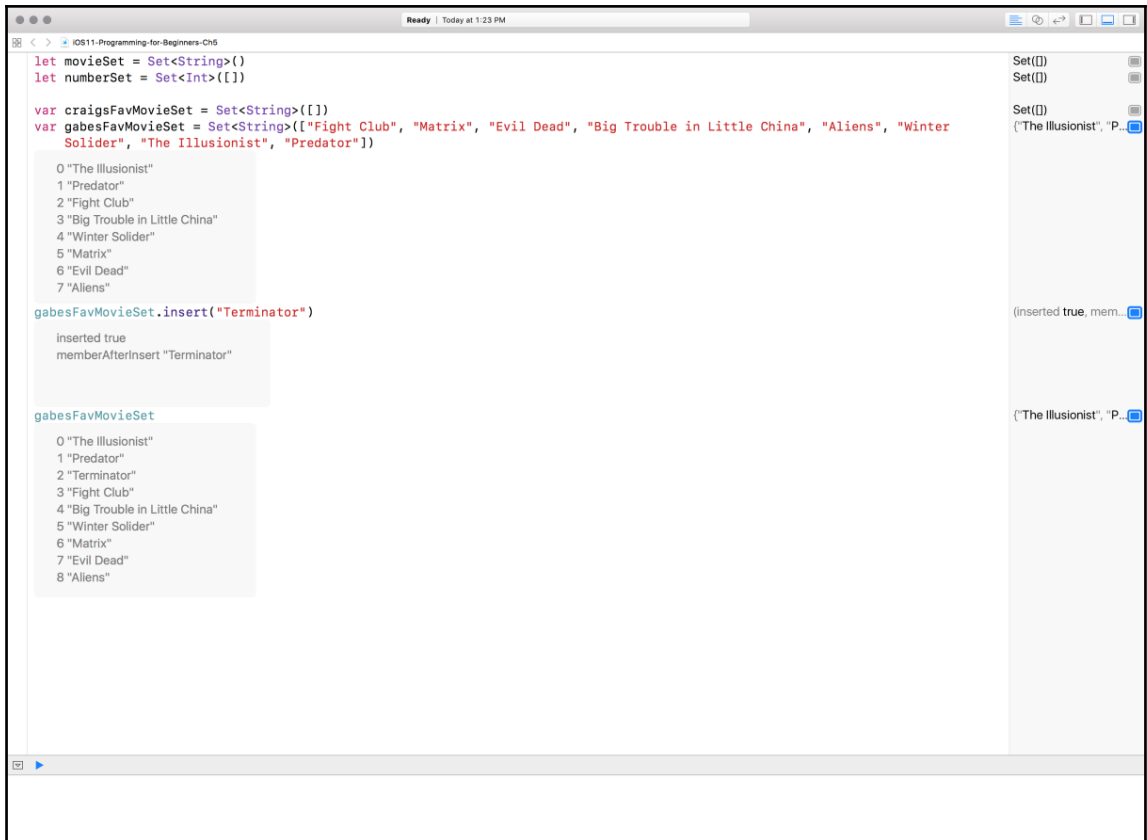 Ready | Today at 1:23 PM
iOS11-Programming-for-Beginners-Ch5
let movieSet = Set<String>()
Set([])
let numberSet = Set<Int>([])
Set([])
var craigsFavMovieSet = Set<String>([])
Set([])
var gabesFavMovieSet = Set<String>(["Fight Club", "Matrix", "Evil Dead", "Big Trouble in Little China", "Aliens", "Winter
{"The Illusionist", "P...
Solider", "The Illusionist", "Predator"])
0 "The Illusionist"
1 "Predator"
2 "Fight Club"
3 "Big Trouble in Little China"
4 "Winter Solider"
5 "Matrix"
6 "Evil Dead"
7 "Aliens"
gabesFavMovieSet.insert("Terminator")
(inserted true, mem...
inserted true
memberAfterInsert "Terminator"
gabesFavMovieSet
{"The Illusionist", "P...
0 "The Illusionist"
1 "Predator"
2 "Terminator"
3 "Fight Club"
4 "Big Trouble in Little China"
5 "Winter Solider"
6 "Matrix"
7 "Evil Dead"
8 "Aliens"